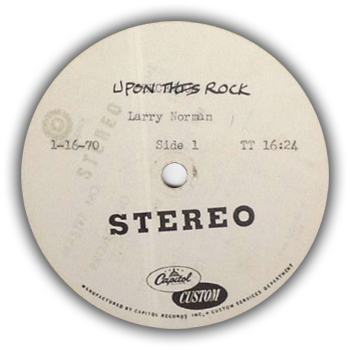 UPON THIS ROCK
Larry Norman
1-16-70 Side 1 TT 16:24
STEREO
Capitol
CUSTOM
MANUFACTURED BY CAPITOL RECORDS INC., • CUSTOM SERVICES DEPARTMENT
STEREO